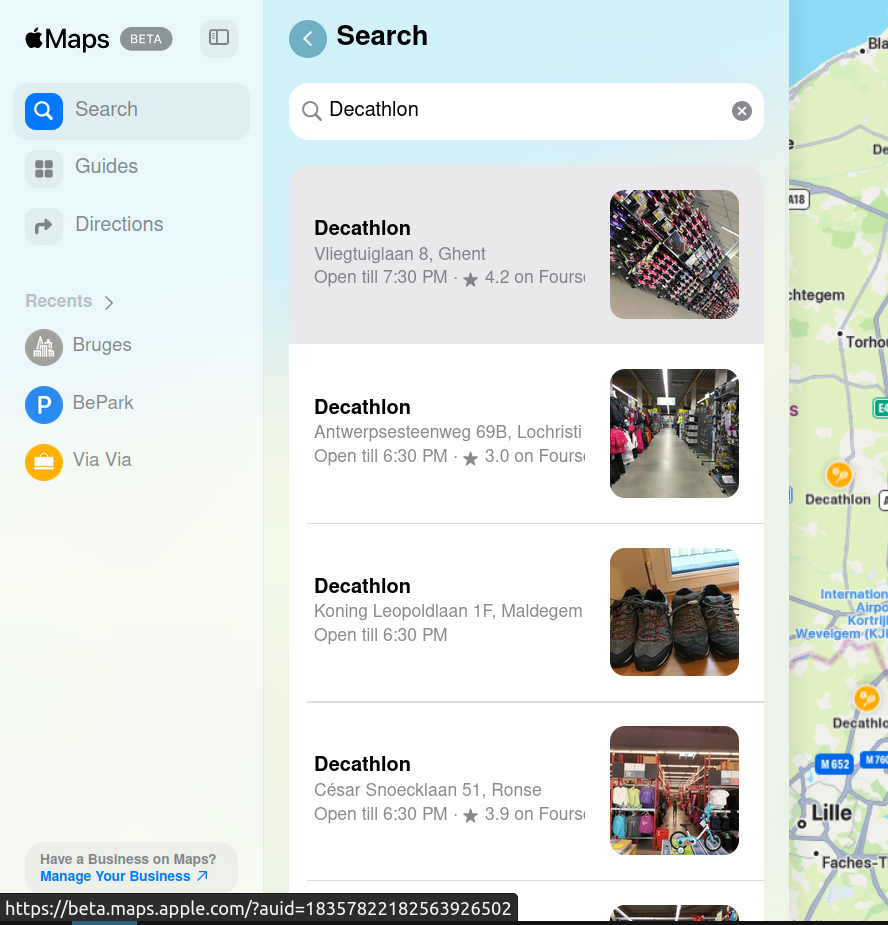 Maps BETA
Search
Guides
Directions
Recents
Bruges
P BePark
Via Via
Have a Business on Maps?
Manage Your Business
https://beta.maps.apple.com/?auid=18357822182563926502
Search
Decathlon
Decathlon
Vliegtuiglaan 8, Ghent
Open till 7:30 PM · ★ 4.2 on Fours
Decathlon
Antwerpsesteenweg 69B, Lochristi
Open till 6:30 PM · ★ 3.0 on Fours
Decathlon
Koning Leopoldlaan 1F, Maldegem
Open till 6:30 PM
Decathlon
César Snoecklaan 51, Ronse
Open till 6:30 PM · ★ 3.9 on Fours
Bla
De
A18
chtegem
Torhou
E4
Decathlon
A
Internation
Airpo
Kortrij
Wevelgem (KJ
Decathlo
M 652
M 760
Lille
Faches-T